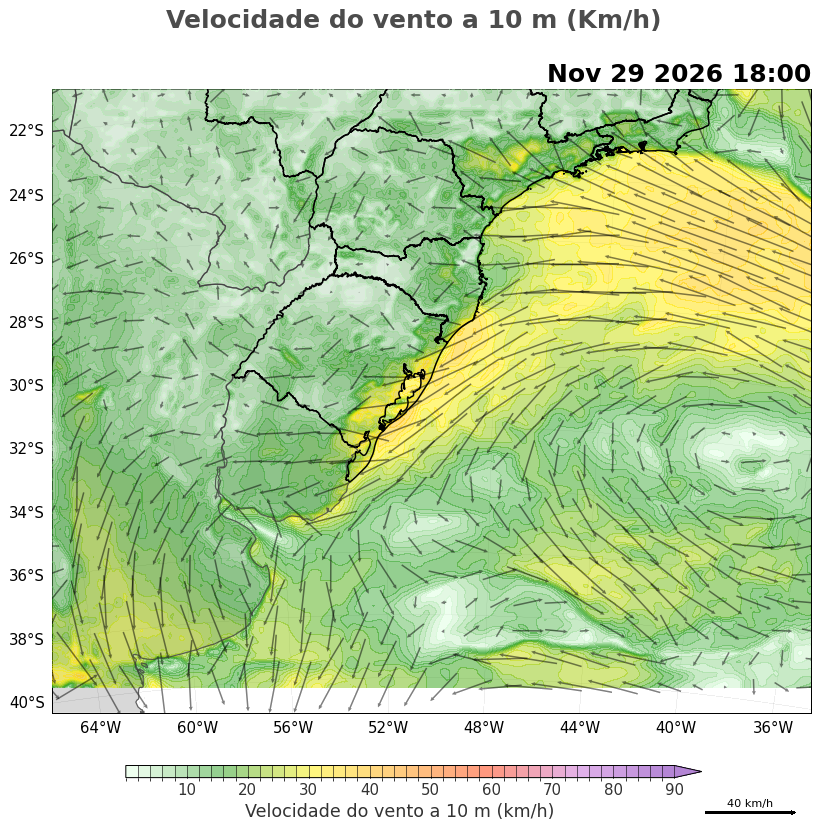 Velocidade do vento a 10 m (Km/h)
Nov 29 2026 18:00
22°S
24°S
26°S
28°S
30°S
32°S
34°S
36°S
38°S
40°S
64°W 60°W 56°W 52°W 48°W 44°W 40°W 36°W
10 20 30 40 50 60 70 80 90
Velocidade do vento a 10 m (km/h)
40 km/h